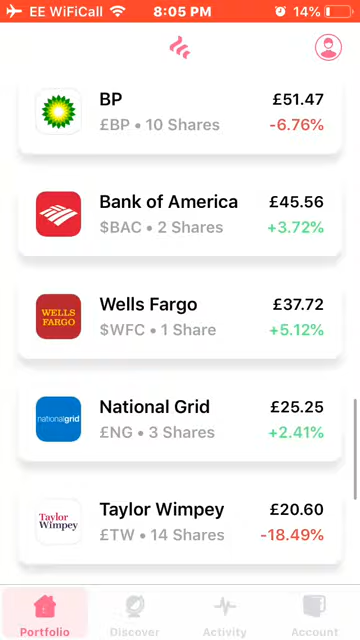 EE WiFiCall 8:05 PM 14%
BP £51.47
£BP • 10 Shares -6.76%
Bank of America £45.56
$BAC • 2 Shares +3.72%
WELLS
FARGO
Wells Fargo £37.72
$WFC • 1 Share +5.12%
nationalgrid
National Grid £25.25
£NG • 3 Shares +2.41%
Taylor
Wimpey
Taylor Wimpey £20.60
£TW • 14 Shares -18.49%
Portfolio Discover Activity Account